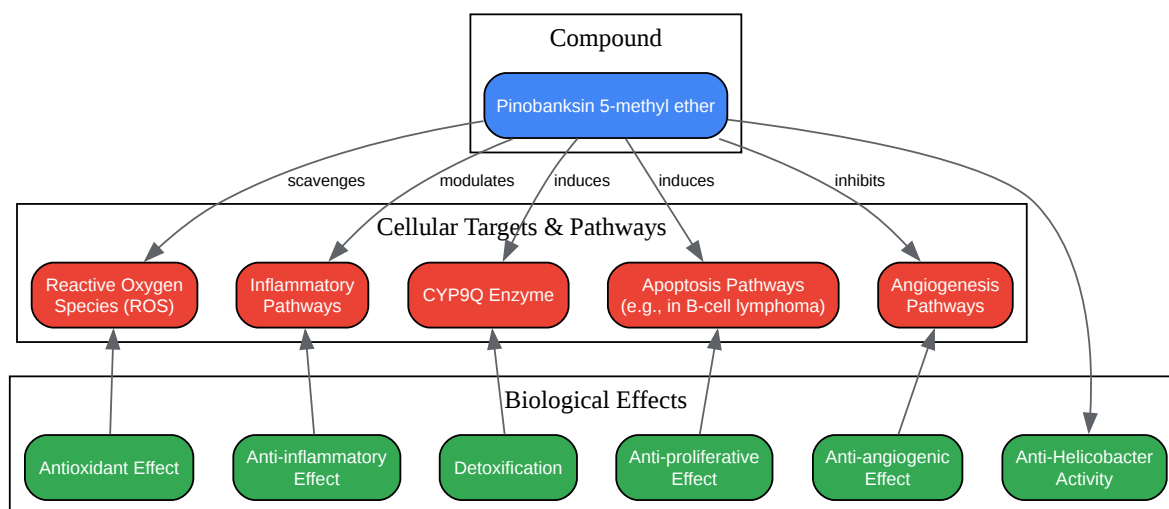 Compound
Pinobanksin 5-methyl ether
scavenges
modulates
induces
induces
inhibits
Cellular Targets & Pathways
Reactive Oxygen
Species (ROS)
Inflammatory
Pathways
CYP9Q Enzyme
Apoptosis Pathways
(e.g., in B-cell lymphoma)
Angiogenesis
Pathways
Biological Effects
Antioxidant Effect
Anti-inflammatory
Effect
Detoxification
Anti-proliferative
Effect
Anti-angiogenic
Effect
Anti-Helicobacter
Activity